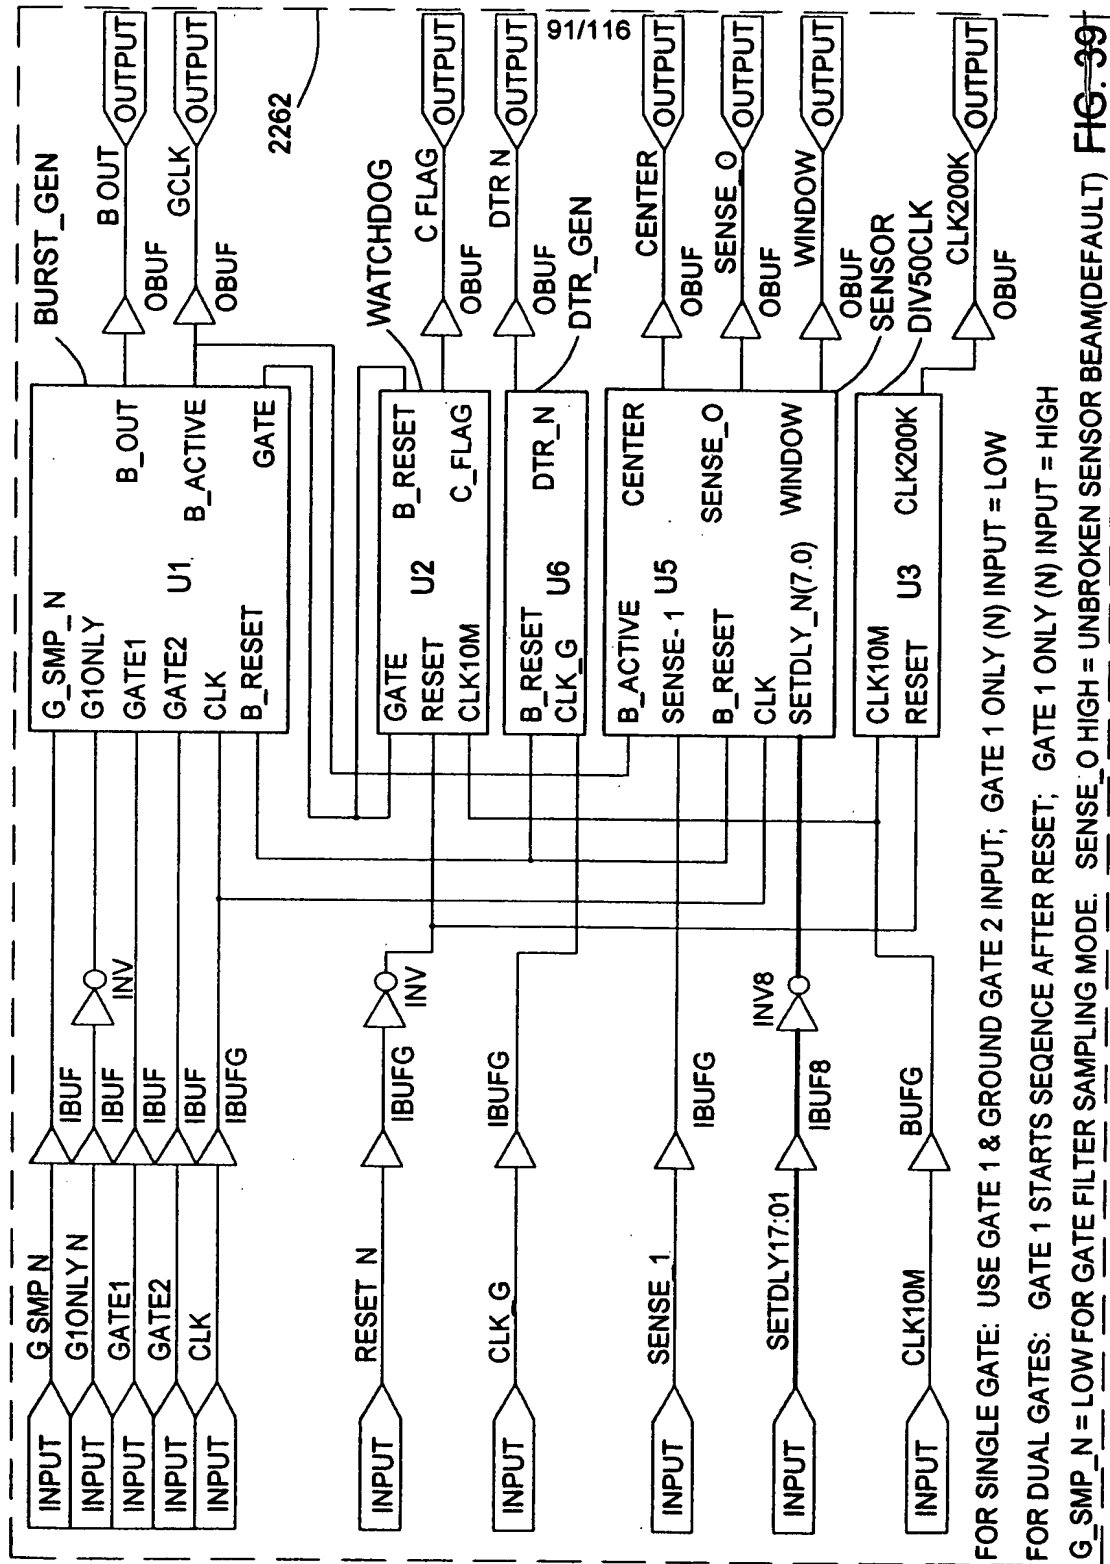 91/116
2262
BURST_GEN
INPUT G SMP N IBUF
INPUT G1ONLY N IBUF INV
INPUT GATE1 IBUF
INPUT GATE2 IBUF
INPUT CLK IBUFG
G_SMP_N
G1ONLY
GATE1
GATE2
CLK
B_RESET
U1
B_OUT
B_ACTIVE
GATE
OBUF B OUT OUTPUT
OBUF GCLK OUTPUT
WATCHDOG
INPUT RESET N IBUFG INV
GATE
RESET
CLK10M
U2
B_RESET
C_FLAG
OBUF C FLAG OUTPUT
INPUT CLK_G IBUFG
B_RESET
CLK_G
U6
DTR_N
OBUF DTR N OUTPUT
DTR_GEN
INPUT SENSE_1 IBUFG
INPUT SETDLY17:01 IBUF8 INV8
B_ACTIVE
SENSE-1
B_RESET
CLK
SETDLY_N(7.0)
U5
CENTER
SENSE_O
WINDOW
OBUF CENTER OUTPUT
OBUF SENSE_O OUTPUT
OBUF WINDOW OUTPUT
SENSOR
DIV50CLK
INPUT CLK10M BUFG
CLK10M
RESET
U3
CLK200K
OBUF CLK200K OUTPUT
FOR SINGLE GATE: USE GATE 1 & GROUND GATE 2 INPUT; GATE 1 ONLY (N) INPUT = LOW
FOR DUAL GATES: GATE 1 STARTS SEQENCE AFTER RESET; GATE 1 ONLY (N) INPUT = HIGH
G_SMP_N = LOW FOR GATE FILTER SAMPLING MODE. SENSE_O HIGH = UNBROKEN SENSOR BEAM(DEFAULT)
FIG. 39